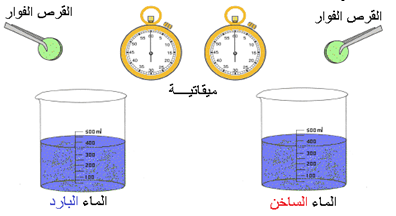 القرص الفوار
القرص الفوار
ميقاتيـــة
500 ml
400
300
200
100
500 ml
400
300
200
100
الماء الساخن
الماء البارد